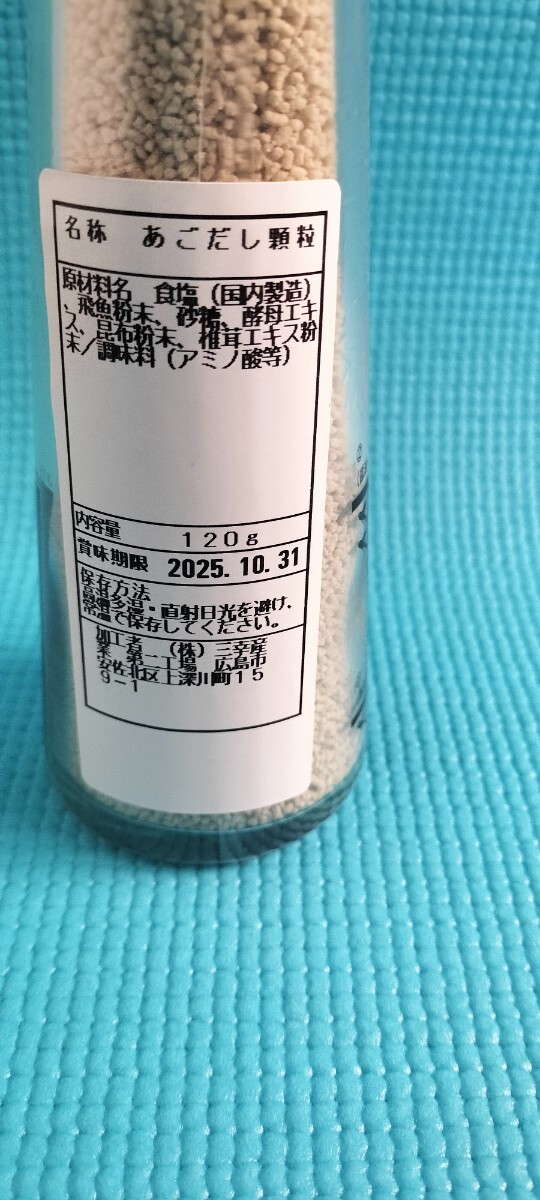 名称　あごだし顆粒
原材料名　食塩（国内製造）
、飛魚粉末、砂糖、酵母エキ
ス、昆布粉末、椎茸エキス粉
末／調味料（アミノ酸等）
内容量　120g
賞味期限　2025.10.31
保存方法
高温多湿・直射日光を避け、
常温で保存してください。
加工者　（株）三幸産
業　第一工場　広島市
安佐北区上深川町15
9-1